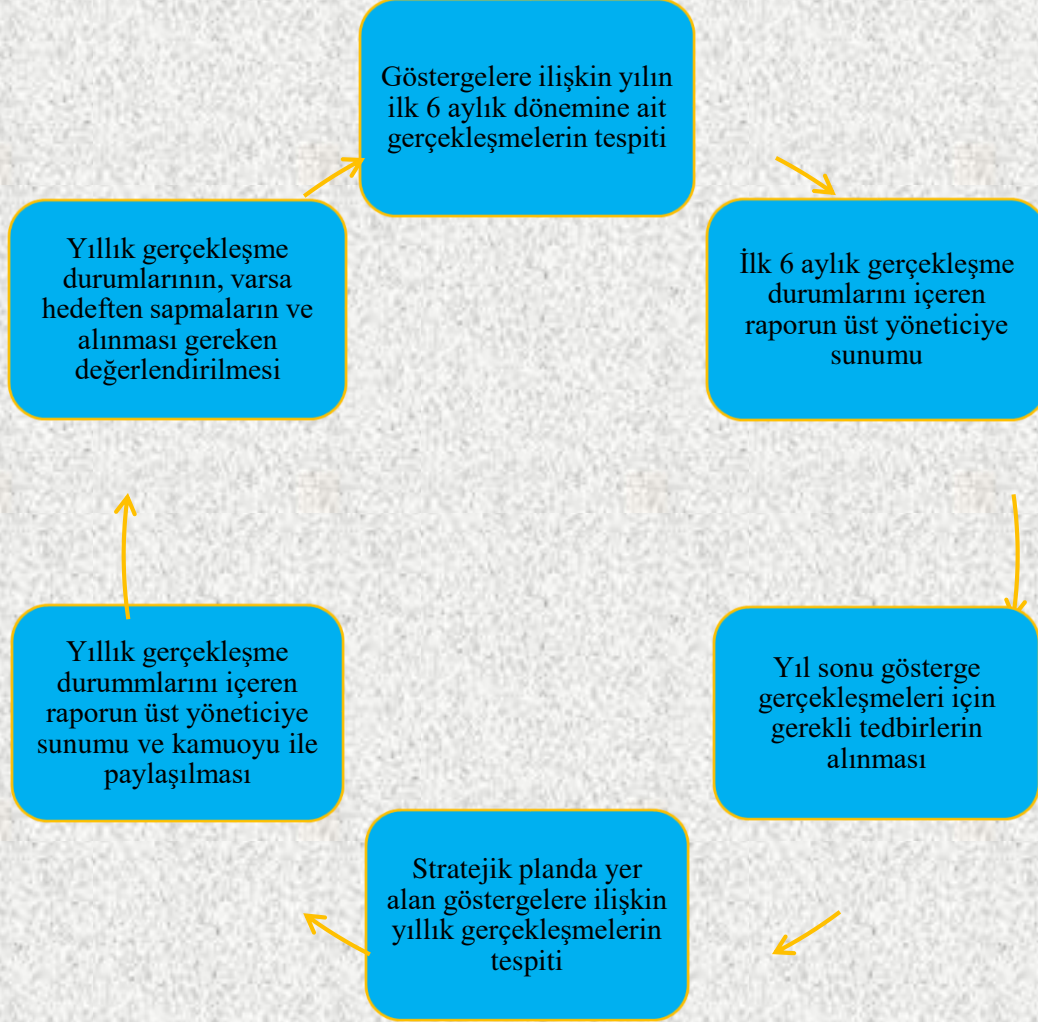 Göstergelere ilişkin yılın
ilk 6 aylık dönemine ait
gerçekleşmelerin tespiti
İlk 6 aylık gerçekleşme
durumlarını içeren
raporun üst yöneticiye
sunumu
Yıl sonu gösterge
gerçekleşmeleri için
gerekli tedbirlerin
alınması
Stratejik planda yer
alan göstergelere ilişkin
yıllık gerçekleşmelerin
tespiti
Yıllık gerçekleşme
durummlarını içeren
raporun üst yöneticiye
sunumu ve kamuoyu ile
paylaşılması
Yıllık gerçekleşme
durumlarının, varsa
hedeften sapmaların ve
alınması gereken
değerlendirilmesi